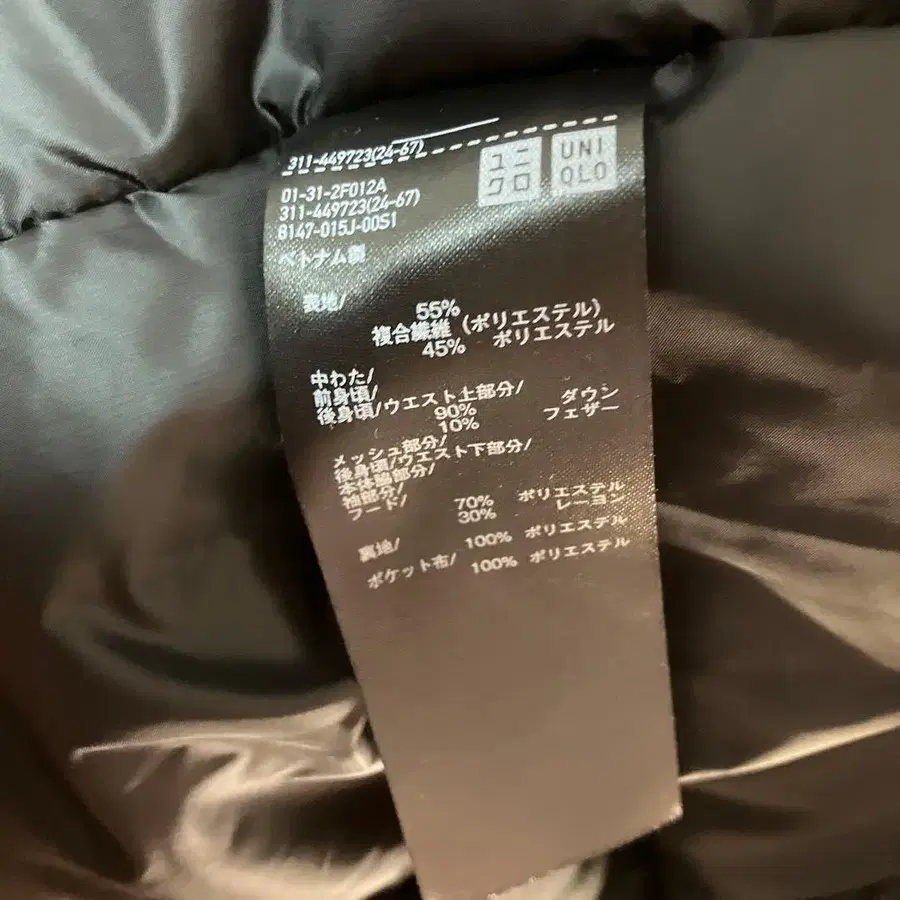 311-449723(24-67)
ユニ
クロ
UNI
QLO
01-31-2F012A
311-449723(24-67)
8147-015J-00S1
ベトナム製
表地/
55%
複合繊維 (ポリエステル)
45% ポリエステル
中わた/
前身頃/
後身頃/ウエスト上部分/
90% ダウン
10% フェザー
メッシュ部分/
後身頃/ウエスト下部分/
本体脇部分/
袖部分/
フード/
70% ポリエステル
30% レーヨン
裏地/ 100% ポリエステル
ポケット布/ 100% ポリエステル